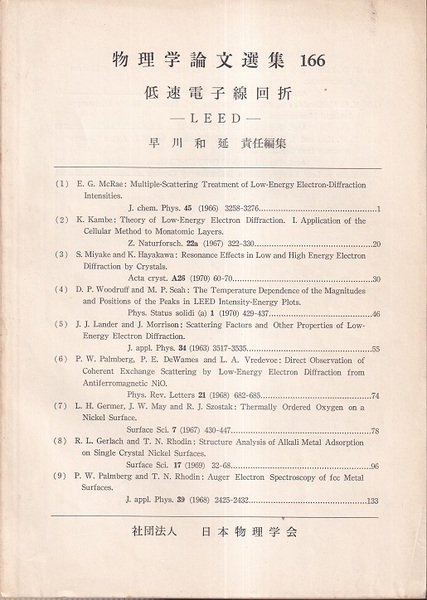 物理学論文選集 166
低速電子線回折
—LEED—
早川和延 責任編集
(1) E. G. McRae: Multiple-Scattering Treatment of Low-Energy Electron-Diffraction
Intensities.
J. chem. Phys. 45 (1966) 3258-3276...1
(2) K. Kambe: Theory of Low-Energy Electron Diffraction. I. Application of the
Cellular Method to Monatomic Layers.
Z. Naturforsch. 22a (1967) 322-330...20
(3) S. Miyake and K. Hayakawa: Resonance Effects in Low and High Energy Electron
Diffraction by Crystals.
Acta cryst. A26 (1970) 60-70...30
(4) D. P. Woodruff and M. P. Seah: The Temperature Dependence of the Magnitudes
and Positions of the Peaks in LEED Intensity-Energy Plots.
Phys. Status solidi (a) 1 (1970) 429-437...46
(5) J. J. Lander and J. Morrison: Scattering Factors and Other Properties of Low-
Energy Electron Diffraction.
J. appl. Phys. 34 (1963) 3517-3535...55
(6) P. W. Palmberg, P. E. DeWames and L. A. Vredevoe: Direct Observation of
Coherent Exchange Scattering by Low-Energy Electron Diffraction from
Antiferromagnetic NiO.
Phys. Rev. Letters 21 (1968) 682-685...74
(7) L. H. Germer, J. W. May and R. J. Szostak: Thermally Ordered Oxygen on a
Nickel Surface.
Surface Sci. 7 (1967) 430-447...78
(8) R. L. Gerlach and T. N. Rhodin: Structure Analysis of Alkali Metal Adsorption
on Single Crystal Nickel Surfaces.
Surface Sci. 17 (1969) 32-68...96
(9) P. W. Palmberg and T. N. Rhodin: Auger Electron Spectroscopy of fcc Metal
Surfaces.
J. appl. Phys. 39 (1968) 2425-2432...133
社団法人 日本物理学会